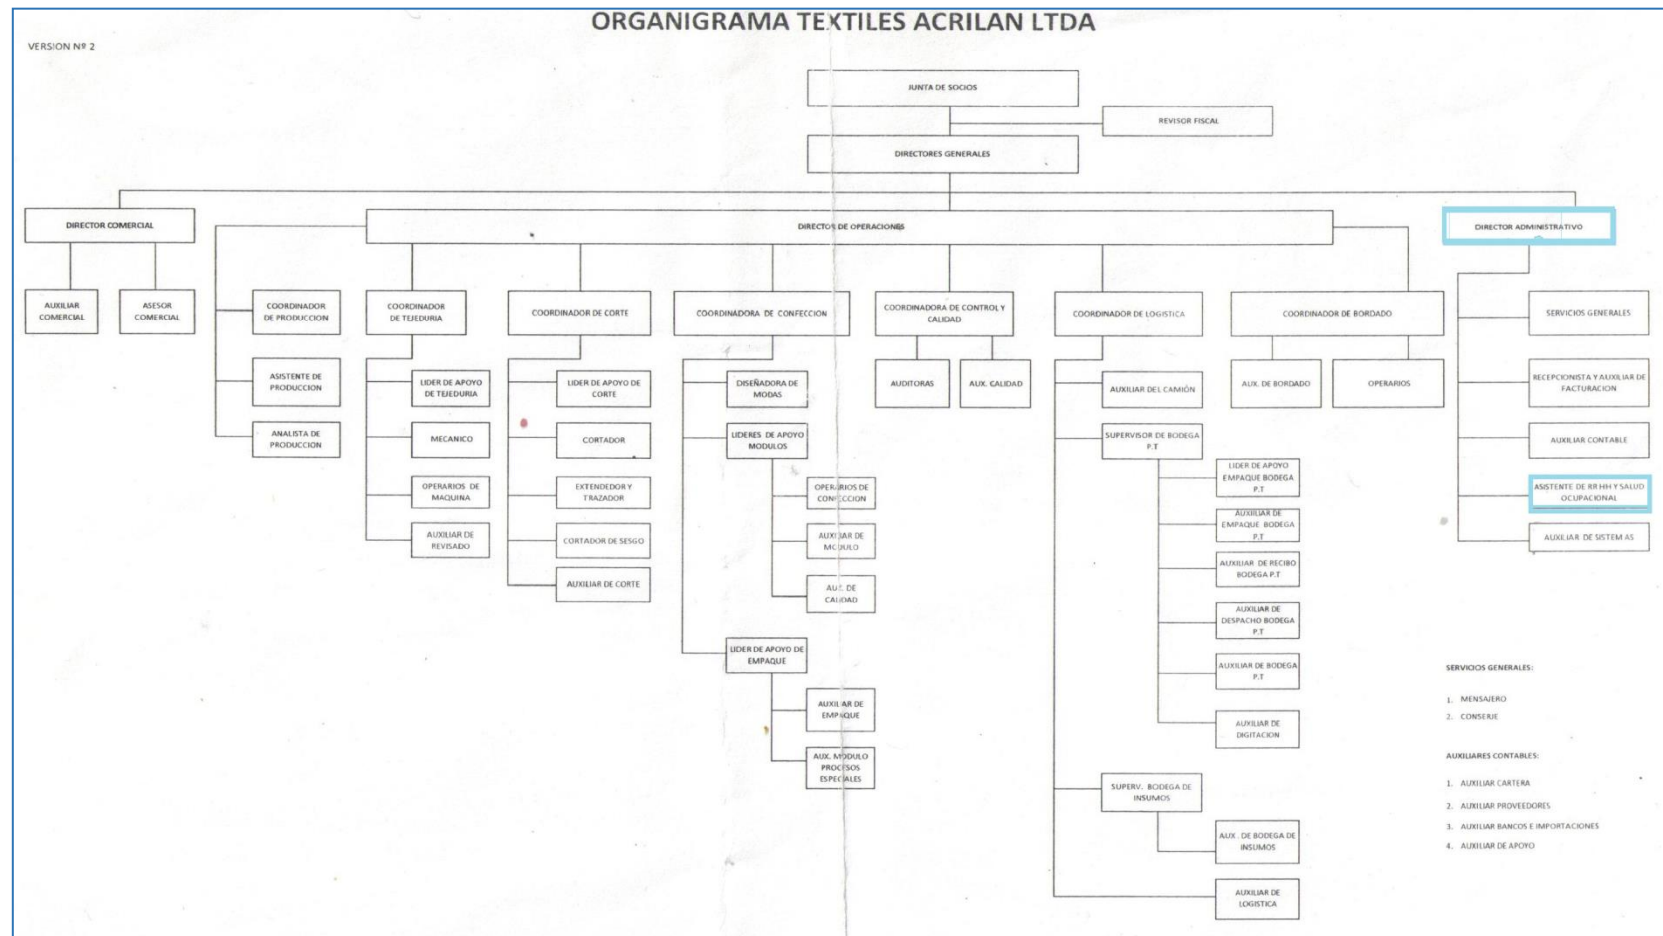 ORGANIGRAMA TEXTILES ACRILAN LTDA
VERSION Nº 2
JUNTA DE SOCIOS
REVISOR FISCAL
DIRECTORES GENERALES
DIRECTOR COMERCIAL
DIRECTOR DE OPERACIONES
DIRECTOR ADMINISTRATIVO
AUXILIAR
COMERCIAL
ASESOR
COMERCIAL
COORDINADOR
DE PRODUCCION
ASISTENTE DE
PRODUCCION
ANALISTA DE
PRODUCCION
COORDINADOR
DE TEJEDURIA
LIDER DE APOYO
DE TEJEDURIA
MECANICO
OPERARIOS DE
MAQUINA
AUXILIAR DE
REVISADO
COORDINADOR DE CORTE
LIDER DE APOYO DE
CORTE
CORTADOR
EXTENDEDOR Y
TRAZADOR
CORTADOR DE SESGO
AUXILIAR DE CORTE
COORDINADORA DE CONFECCION
DISEÑADORA DE
MODAS
LIDERES DE APOYO
MODULOS
OPERARIOS DE
CONFECCION
AUXILIAR DE
MODULO
AUX. DE
CALIDAD
LIDER DE APOYO DE
EMPAQUE
AUXILIAR DE
EMPAQUE
AUX. MODULO
PROCESOS
ESPECIALES
COORDINADORA DE CONTROL Y
CALIDAD
AUDITORAS
AUX. CALIDAD
COORDINADOR DE LOGISTICA
AUXILIAR DEL CAMIÓN
SUPERVISOR DE BODEGA
P.T
LIDER DE APOYO
EMPAQUE BODEGA
P.T
AUXILIAR DE
EMPAQUE BODEGA
P.T
AUXILIAR DE RECIBO
BODEGA P.T
AUXILIAR DE
DESPACHO BODEGA
P.T
AUXILIAR DE BODEGA
P.T
AUXILIAR DE
DIGITACION
SUPERV. BODEGA DE
INSUMOS
AUX. DE BODEGA DE
INSUMOS
AUXILIAR DE
LOGISTICA
COORDINADOR DE BORDADO
AUX. DE BORDADO
OPERARIOS
SERVICIOS GENERALES
RECEPCIONISTA Y AUXILIAR DE
FACTURACION
AUXILIAR CONTABLE
ASISTENTE DE RR HH Y SALUD
OCUPACIONAL
AUXILIAR DE SISTEMAS
SERVICIOS GENERALES:
1. MENSAJERO
2. CONSERJE
AUXILIARES CONTABLES:
1. AUXILIAR CARTERA
2. AUXILIAR PROVEEDORES
3. AUXILIAR BANCOS E IMPORTACIONES
4. AUXILIAR DE APOYO